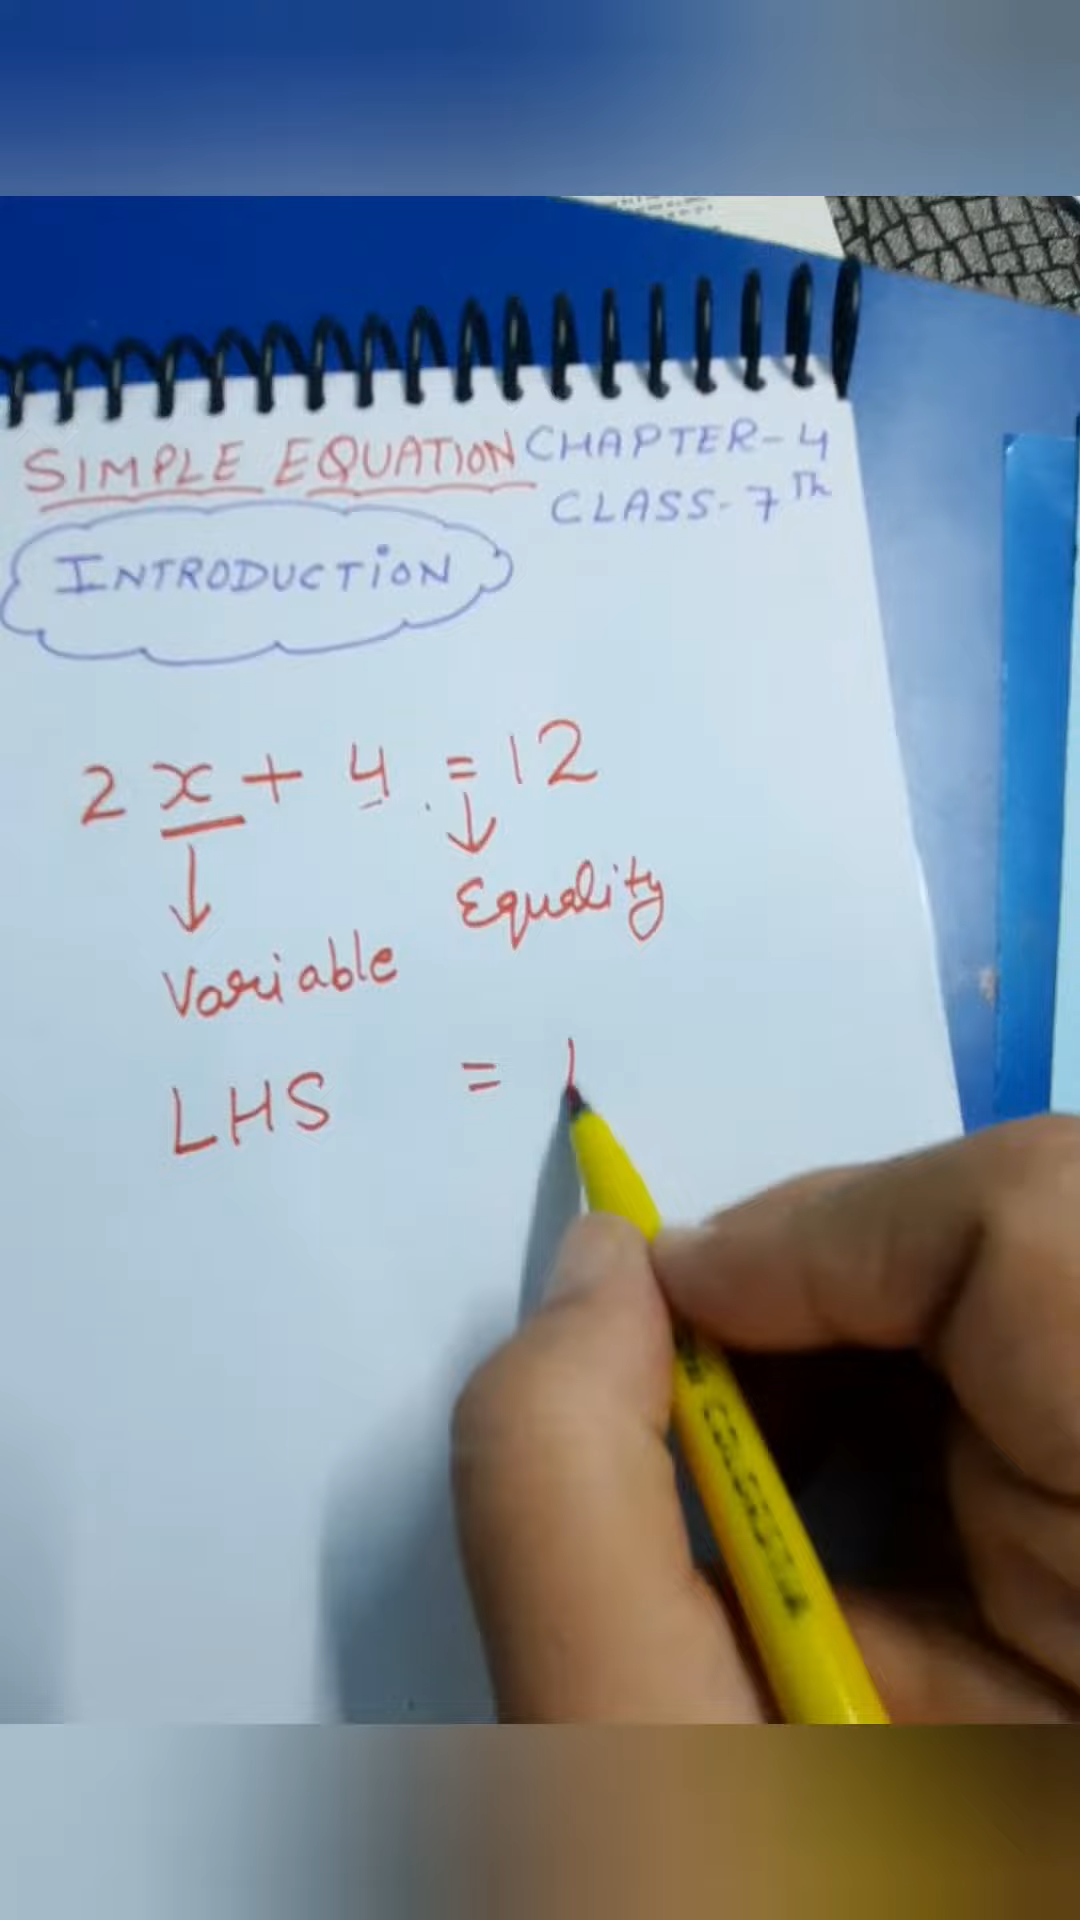 SIMPLE EQUATION CHAPTER-4
CLASS-7Th
INTRODUCTION
2x + 4 = 12
Equality
Variable
LHS =